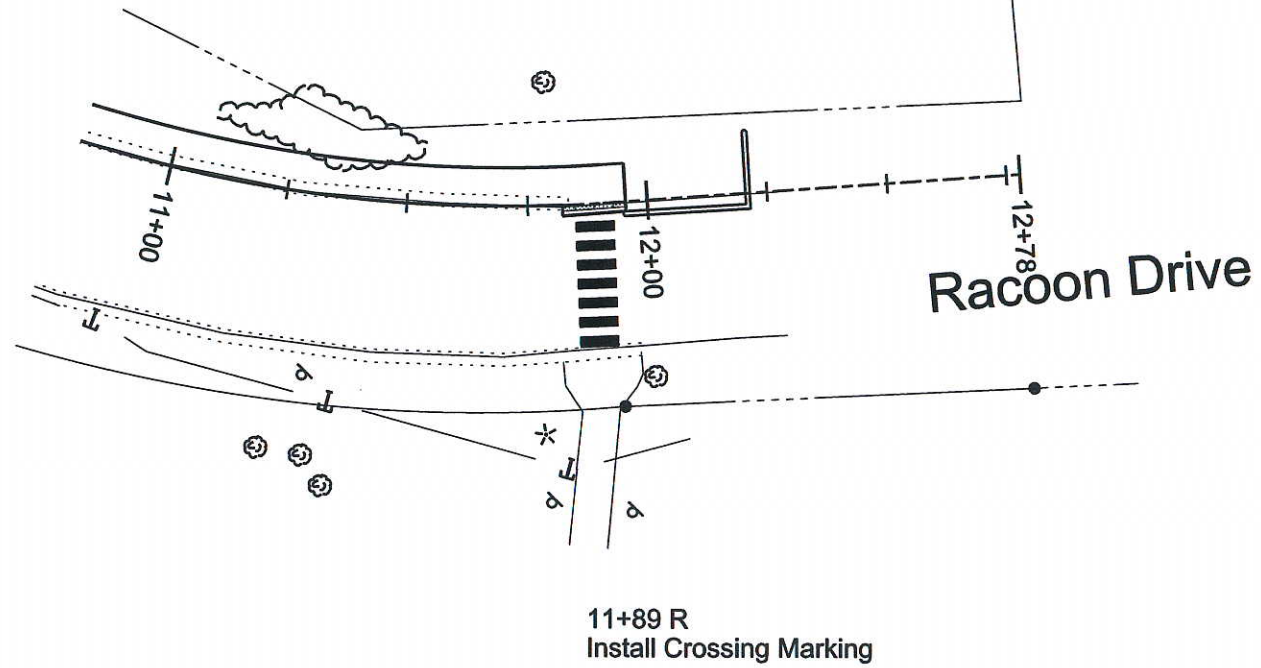 11+00
12+00
12+78
Racoon Drive
11+89 R
Install Crossing Marking